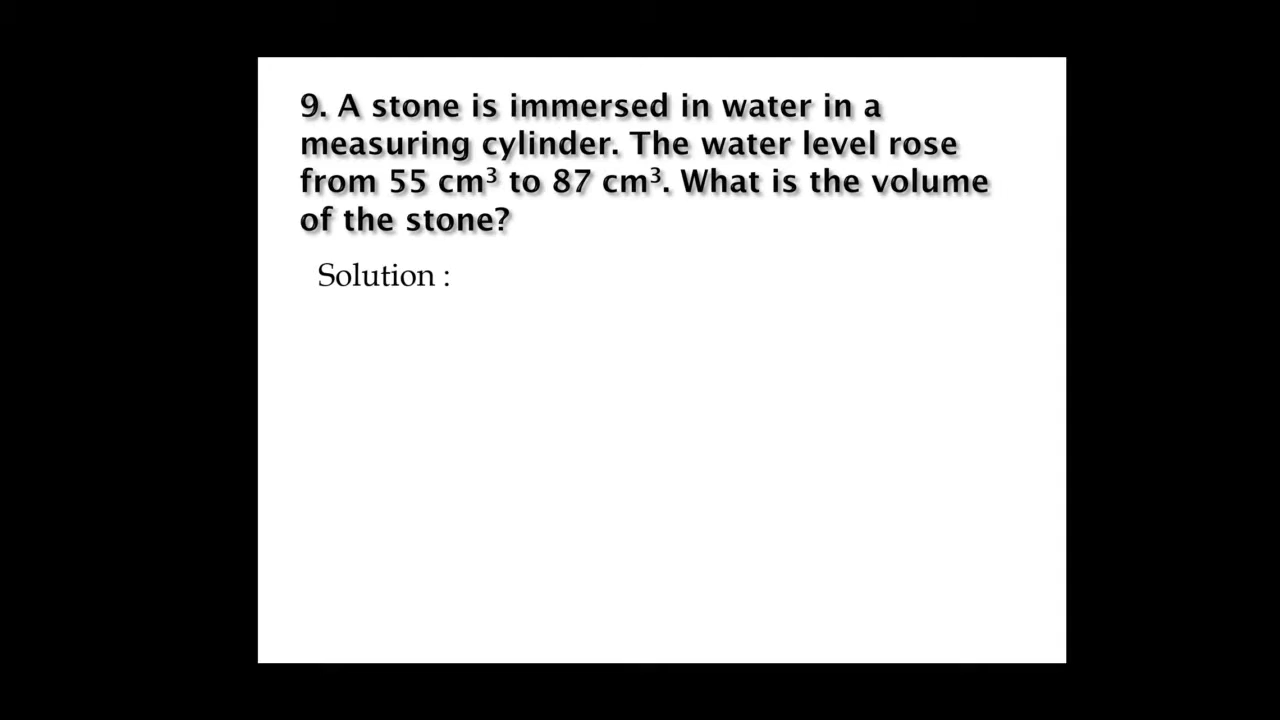 9. A stone is immersed in water in a
measuring cylinder. The water level rose
from 55 cm³ to 87 cm³. What is the volume
of the stone?
Solution :